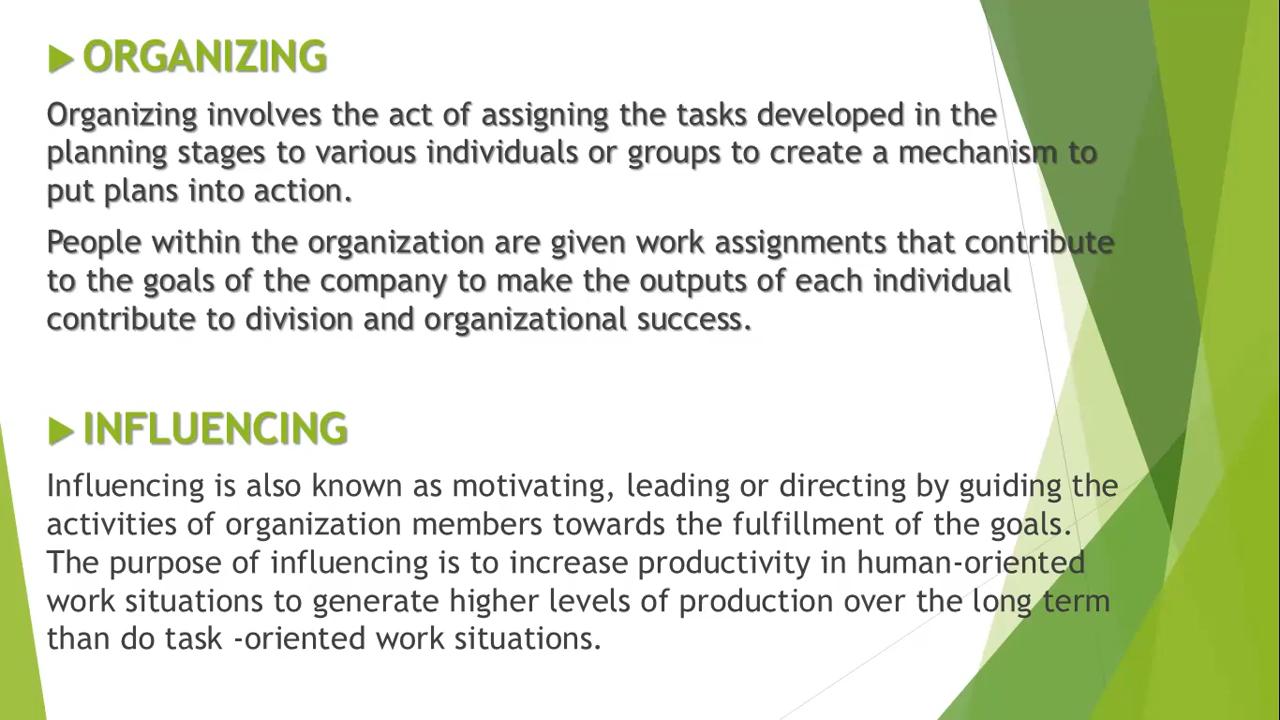 ORGANIZING
Organizing involves the act of assigning the tasks developed in the
planning stages to various individuals or groups to create a mechanism to
put plans into action.
People within the organization are given work assignments that contribute
to the goals of the company to make the outputs of each individual
contribute to division and organizational success.
INFLUENCING
Influencing is also known as motivating, leading or directing by guiding the
activities of organization members towards the fulfillment of the goals.
The purpose of influencing is to increase productivity in human-oriented
work situations to generate higher levels of production over the long term
than do task -oriented work situations.